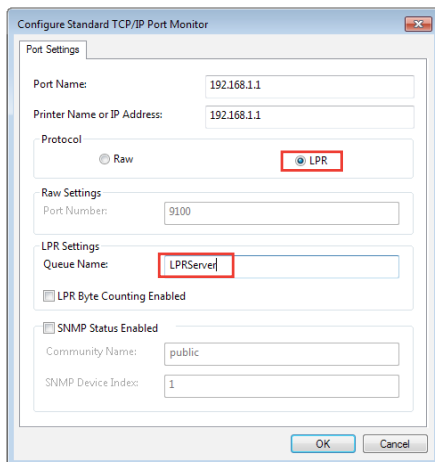 Configure Standard TCP/IP Port Monitor
Port Settings
Port Name: 192.168.1.1
Printer Name or IP Address: 192.168.1.1
Protocol
Raw LPR
Raw Settings
Port Number: 9100
LPR Settings
Queue Name: LPRServer
LPR Byte Counting Enabled
SNMP Status Enabled
Community Name: public
SNMP Device Index: 1
OK Cancel